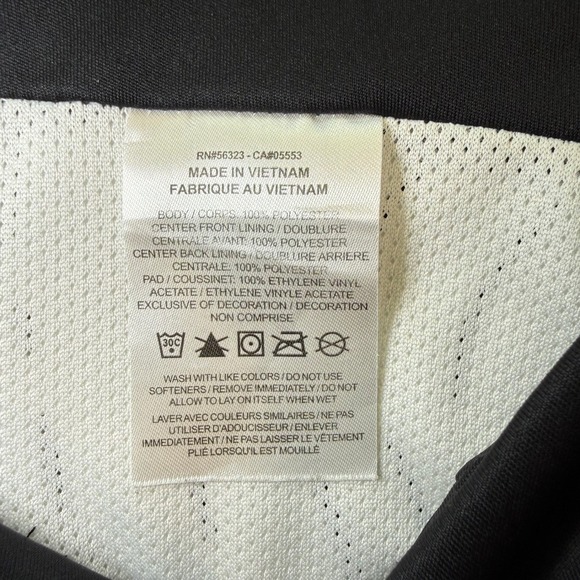 RN#56323 - CA#05553
MADE IN VIETNAM
FABRIQUE AU VIETNAM
BODY / CORPS: 100% POLYESTER
CENTER FRONT LINING / DOUBLURE
CENTRALE AVANT: 100% POLYESTER
CENTER BACK LINING / DOUBLURE ARRIERE
CENTRALE: 100% POLYESTER
PAD / COUSSINET: 100% ETHYLENE VINYL
ACETATE / ETHYLENE VINYLE ACETATE
EXCLUSIVE OF DECORATION / DECORATION
NON COMPRISE
30C
WASH WITH LIKE COLORS / DO NOT USE
SOFTENERS / REMOVE IMMEDIATELY / DO NOT
ALLOW TO LAY ON ITSELF WHEN WET
LAVER AVEC COULEURS SIMILAIRES / NE PAS
UTILISER D'ADOUCISSEUR / ENLEVER
IMMÉDIATEMENT / NE PAS LAISSER LE VÊTEMENT
PLIÉ LORSQU'IL EST MOUILLÉ